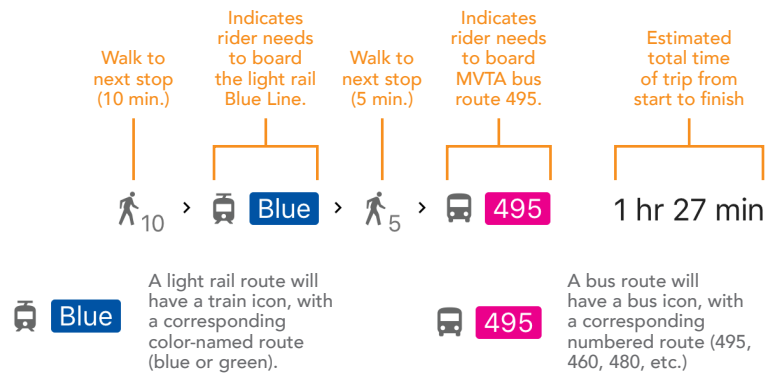 Walk to
next stop
(10 min.)
Indicates
rider needs
to board
the light rail
Blue Line.
Walk to
next stop
(5 min.)
Indicates
rider needs
to board
MVTA bus
route 495.
Estimated
total time
of trip from
start to finish
10 > Blue > 5 > 495 1 hr 27 min
Blue
A light rail route will
have a train icon, with
a corresponding
color-named route
(blue or green).
495
A bus route will
have a bus icon, with
a corresponding
numbered route (495,
460, 480, etc.)